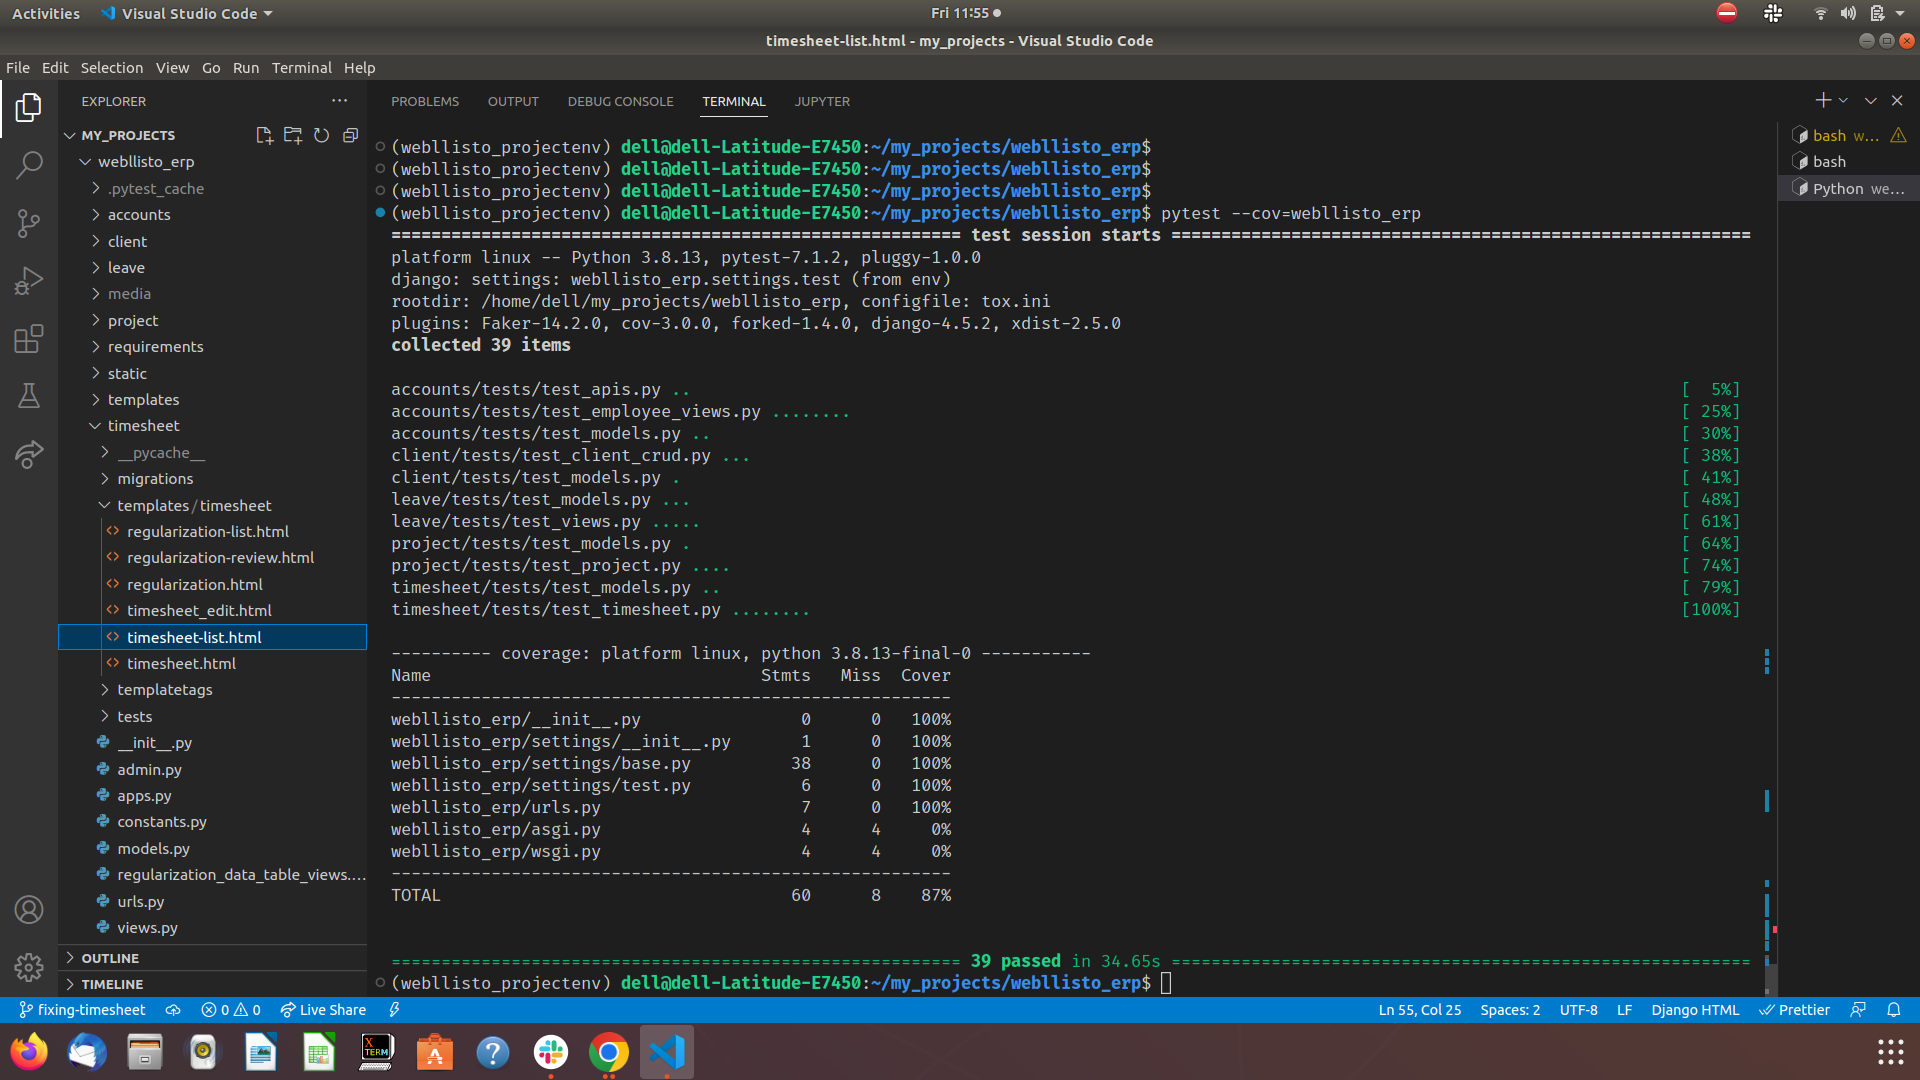 Activities
Visual Studio Code
Fri 11:55
timesheet-list.html - my_projects - Visual Studio Code
File Edit Selection View Go Run Terminal Help
EXPLORER
MY_PROJECTS
webllisto_erp
.pytest_cache
accounts
client
leave
media
project
requirements
static
templates
timesheet
__pycache__
migrations
templates/timesheet
regularization-list.html
regularization-review.html
regularization.html
timesheet_edit.html
timesheet-list.html
timesheet.html
templatetags
tests
__init__.py
admin.py
apps.py
constants.py
models.py
regularization_data_table_views....
urls.py
views.py
OUTLINE
TIMELINE
PROBLEMS OUTPUT DEBUG CONSOLE TERMINAL JUPYTER
(webllisto_projectenv) dell@dell-Latitude-E7450:~/my_projects/webllisto_erp$
(webllisto_projectenv) dell@dell-Latitude-E7450:~/my_projects/webllisto_erp$
(webllisto_projectenv) dell@dell-Latitude-E7450:~/my_projects/webllisto_erp$
(webllisto_projectenv) dell@dell-Latitude-E7450:~/my_projects/webllisto_erp$ pytest --cov=webllisto_erp
========================================================= test session starts ==========================================================
platform linux -- Python 3.8.13, pytest-7.1.2, pluggy-1.0.0
django: settings: webllisto_erp.settings.test (from env)
rootdir: /home/dell/my_projects/webllisto_erp, configfile: tox.ini
plugins: Faker-14.2.0, cov-3.0.0, forked-1.4.0, django-4.5.2, xdist-2.5.0
collected 39 items
accounts/tests/test_apis.py .. [  5%]
accounts/tests/test_employee_views.py ........ [ 25%]
accounts/tests/test_models.py .. [ 30%]
client/tests/test_client_crud.py ... [ 38%]
client/tests/test_models.py . [ 41%]
leave/tests/test_models.py ... [ 48%]
leave/tests/test_views.py ..... [ 61%]
project/tests/test_models.py . [ 64%]
project/tests/test_project.py .... [ 74%]
timesheet/tests/test_models.py .. [ 79%]
timesheet/tests/test_timesheet.py ........ [100%]
---------- coverage: platform linux, python 3.8.13-final-0 -----------
Name Stmts Miss Cover
--------------------------------------------------------
webllisto_erp/__init__.py 0 0 100%
webllisto_erp/settings/__init__.py 1 0 100%
webllisto_erp/settings/base.py 38 0 100%
webllisto_erp/settings/test.py 6 0 100%
webllisto_erp/urls.py 7 0 100%
webllisto_erp/asgi.py 4 4 0%
webllisto_erp/wsgi.py 4 4 0%
--------------------------------------------------------
TOTAL 60 8 87%
========================================================= 39 passed in 34.65s ==========================================================
(webllisto_projectenv) dell@dell-Latitude-E7450:~/my_projects/webllisto_erp$
bash w...
bash
Python we...
fixing-timesheet 0 0 Live Share
Ln 55, Col 25 Spaces: 2 UTF-8 LF Django HTML Prettier
X TERM
A
?